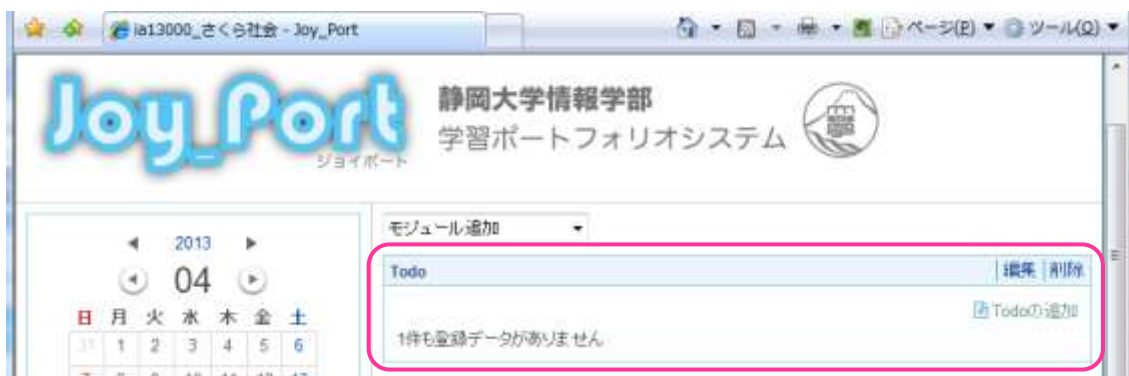 ia13000_さくら社会 - Joy_Port
ページ(P) ツール(O)
Joy_Port
ジョイポート
静岡大学情報学部
学習ポートフォリオシステム
モジュール追加
2013
04
日 月 火 水 木 金 土
31 1 2 3 4 5 6
Todo 編集 削除
Todoの追加
1件も登録データがありません